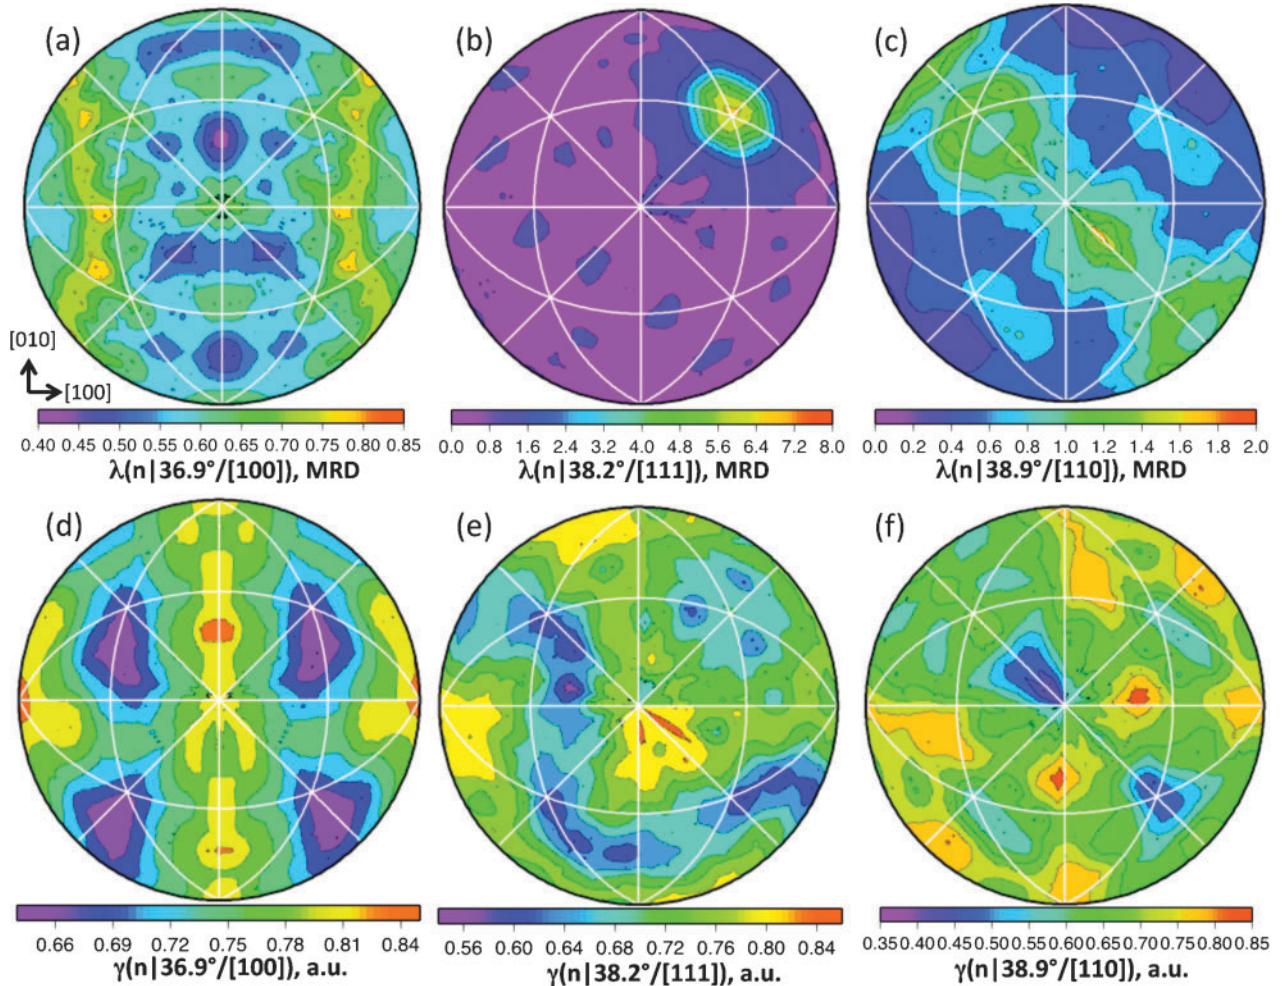 (a)
(b)
(c)
[010]
[100]
0.40 0.45 0.50 0.55 0.60 0.65 0.70 0.75 0.80 0.85
λ(n|36.9°/[100]), MRD
0.0 0.8 1.6 2.4 3.2 4.0 4.8 5.6 6.4 7.2 8.0
λ(n|38.2°/[111]), MRD
0.0 0.2 0.4 0.6 0.8 1.0 1.2 1.4 1.6 1.8 2.0
λ(n|38.9°/[110]), MRD
(d)
(e)
(f)
0.66 0.69 0.72 0.75 0.78 0.81 0.84
γ(n|36.9°/[100]), a.u.
0.56 0.60 0.64 0.68 0.72 0.76 0.80 0.84
γ(n|38.2°/[111]), a.u.
0.35 0.40 0.45 0.50 0.55 0.60 0.65 0.70 0.75 0.80 0.85
γ(n|38.9°/[110]), a.u.